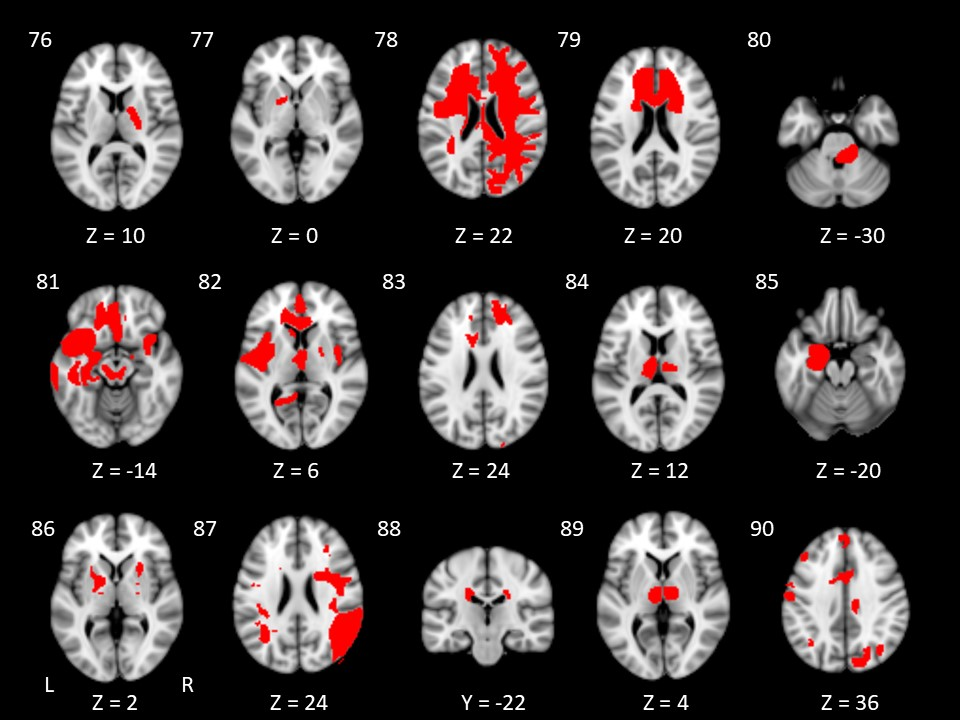 76 77 78 79 80
Z = 10 Z = 0 Z = 22 Z = 20 Z = -30
81 82 83 84 85
Z = -14 Z = 6 Z = 24 Z = 12 Z = -20
86 87 88 89 90
L R
Z = 2 Z = 24 Y = -22 Z = 4 Z = 36